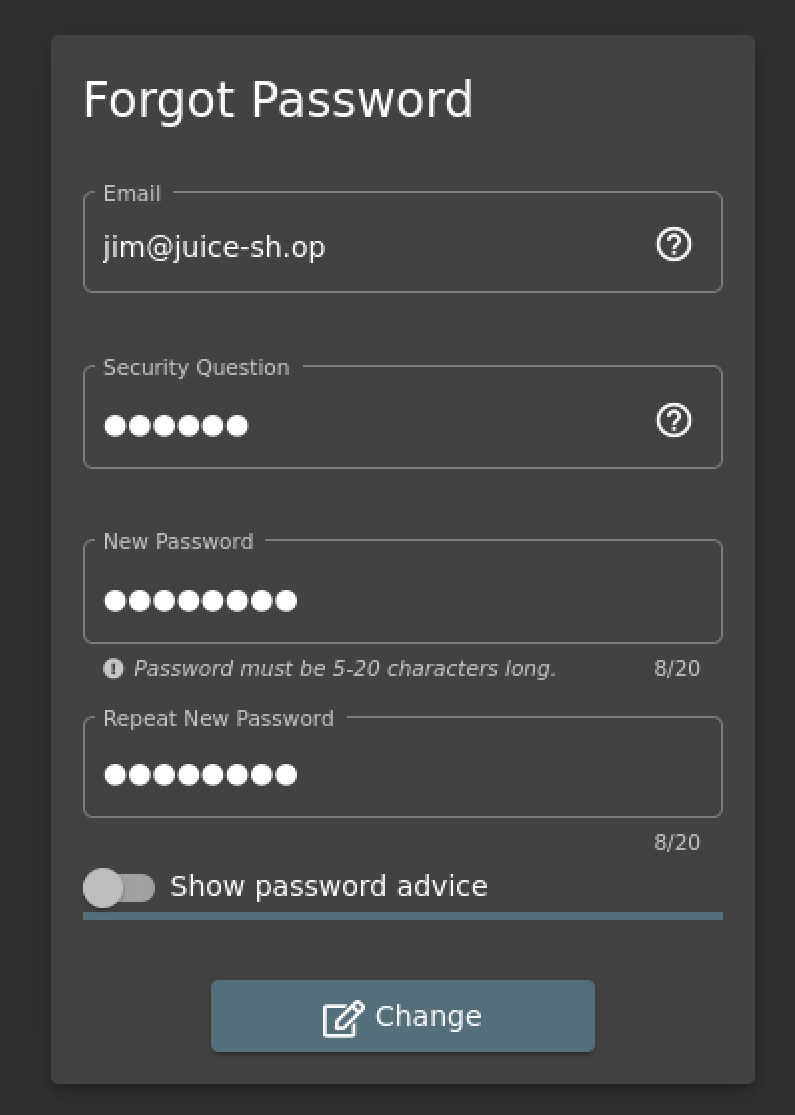 Forgot Password
Email
jim@juice-sh.op
Security Question
●●●●●●
New Password
●●●●●●●●
Password must be 5-20 characters long. 8/20
Repeat New Password
●●●●●●●●
8/20
Show password advice
Change